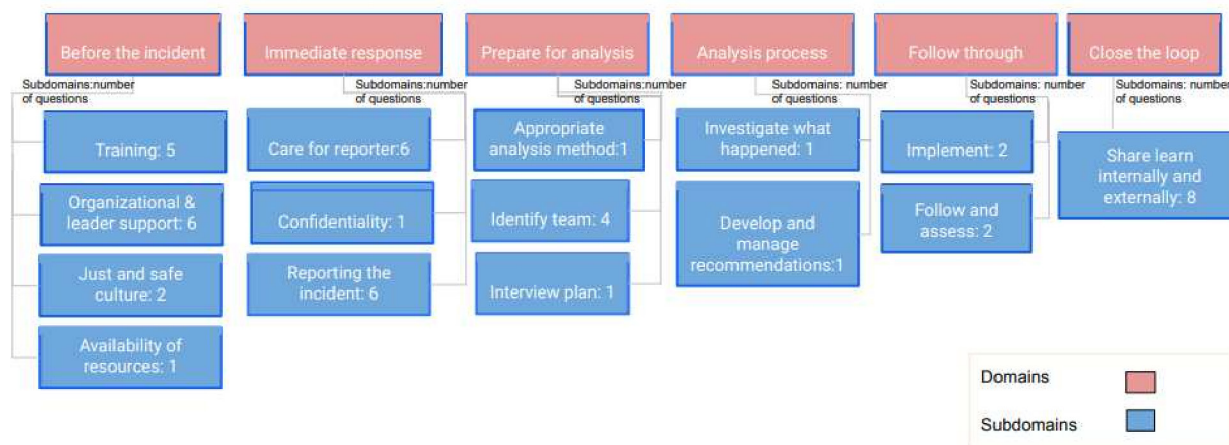 Before the incident
Immediate response
Prepare for analysis
Analysis process
Follow through
Close the loop
Subdomains:number
of questions
Subdomains:number
of questions
Subdomains:number
of questions
Subdomains: number
of questions
Subdomains: number
of questions
Subdomains: number
of questions
Training: 5
Organizational &
leader support: 6
Just and safe
culture: 2
Availability of
resources: 1
Care for reporter:6
Confidentiality: 1
Reporting the
incident: 6
Appropriate
analysis method:1
Identify team: 4
Interview plan: 1
Investigate what
happened: 1
Develop and
manage
recommendations:1
Implement: 2
Follow and
assess: 2
Share learn
internally and
externally: 8
Domains
Subdomains